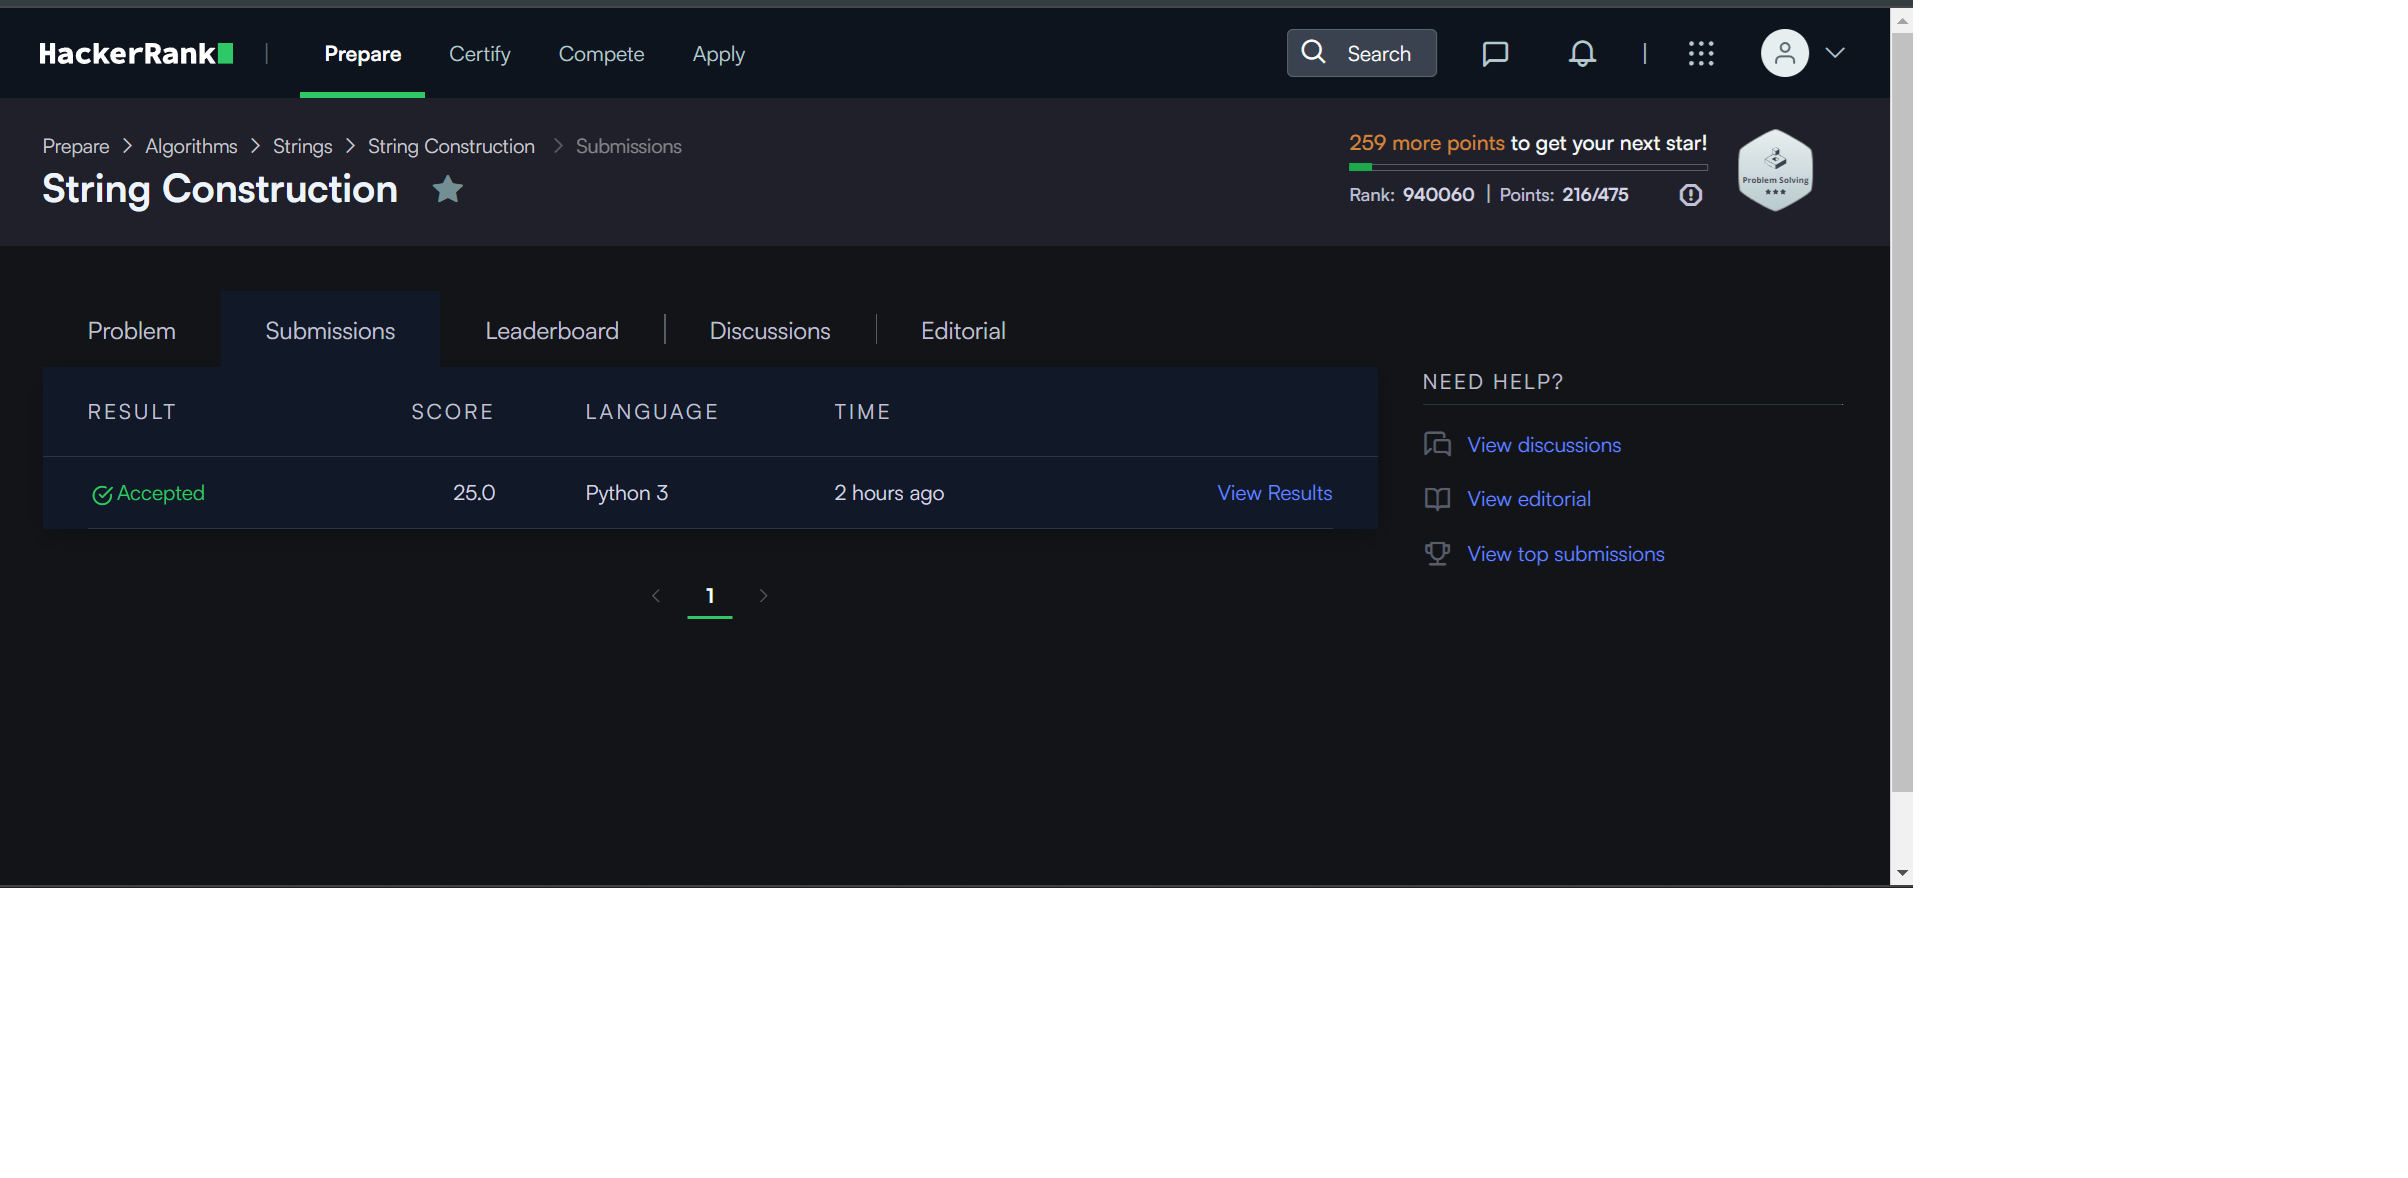 HackerRank | Prepare Certify Compete Apply Search |
Prepare > Algorithms > Strings > String Construction > Submissions
String Construction
259 more points to get your next star!
Rank: 940060 | Points: 216/475
Problem Solving
Problem Submissions Leaderboard | Discussions | Editorial
RESULT SCORE LANGUAGE TIME
Accepted 25.0 Python 3 2 hours ago View Results
1
NEED HELP?
View discussions
View editorial
View top submissions